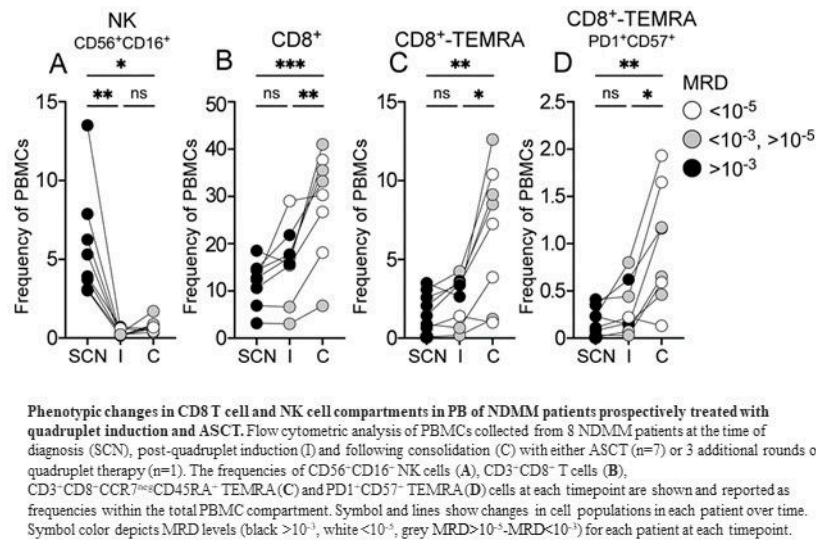 NK
CD56+CD16+
A
*
** ns
Frequency of PBMCs
15
10
5
0
SCN I C
CD8+
B
***
ns **
Frequency of PBMCs
50
40
30
20
10
0
SCN I C
CD8+-TEMRA
C
**
ns *
Frequency of PBMCs
15
10
5
0
SCN I C
CD8+-TEMRA
PD1+CD57+
D
**
ns *
Frequency of PBMCs
2.5
2.0
1.5
1.0
0.5
0
SCN I C
MRD
<10-5
<10-3, >10-5
>10-3
Phenotypic changes in CD8 T cell and NK cell compartments in PB of NDMM patients prospectively treated with
quadruplet induction and ASCT. Flow cytometric analysis of PBMCs collected from 8 NDMM patients at the time of
diagnosis (SCN), post-quadruplet induction (I) and following consolidation (C) with either ASCT (n=7) or 3 additional rounds o
quadruplet therapy (n=1). The frequencies of CD56+CD16- NK cells (A), CD3+CD8+ T cells (B),
CD3+CD8-CCR7negCD45RA+ TEMRA (C) and PD1+CD57+ TEMRA (D) cells at each timepoint are shown and reported as
frequencies within the total PBMC compartment. Symbol and lines show changes in cell populations in each patient over time.
Symbol color depicts MRD levels (black >10-3, white <10-5, grey MRD>10-5-MRD<10-3) for each patient at each timepoint.